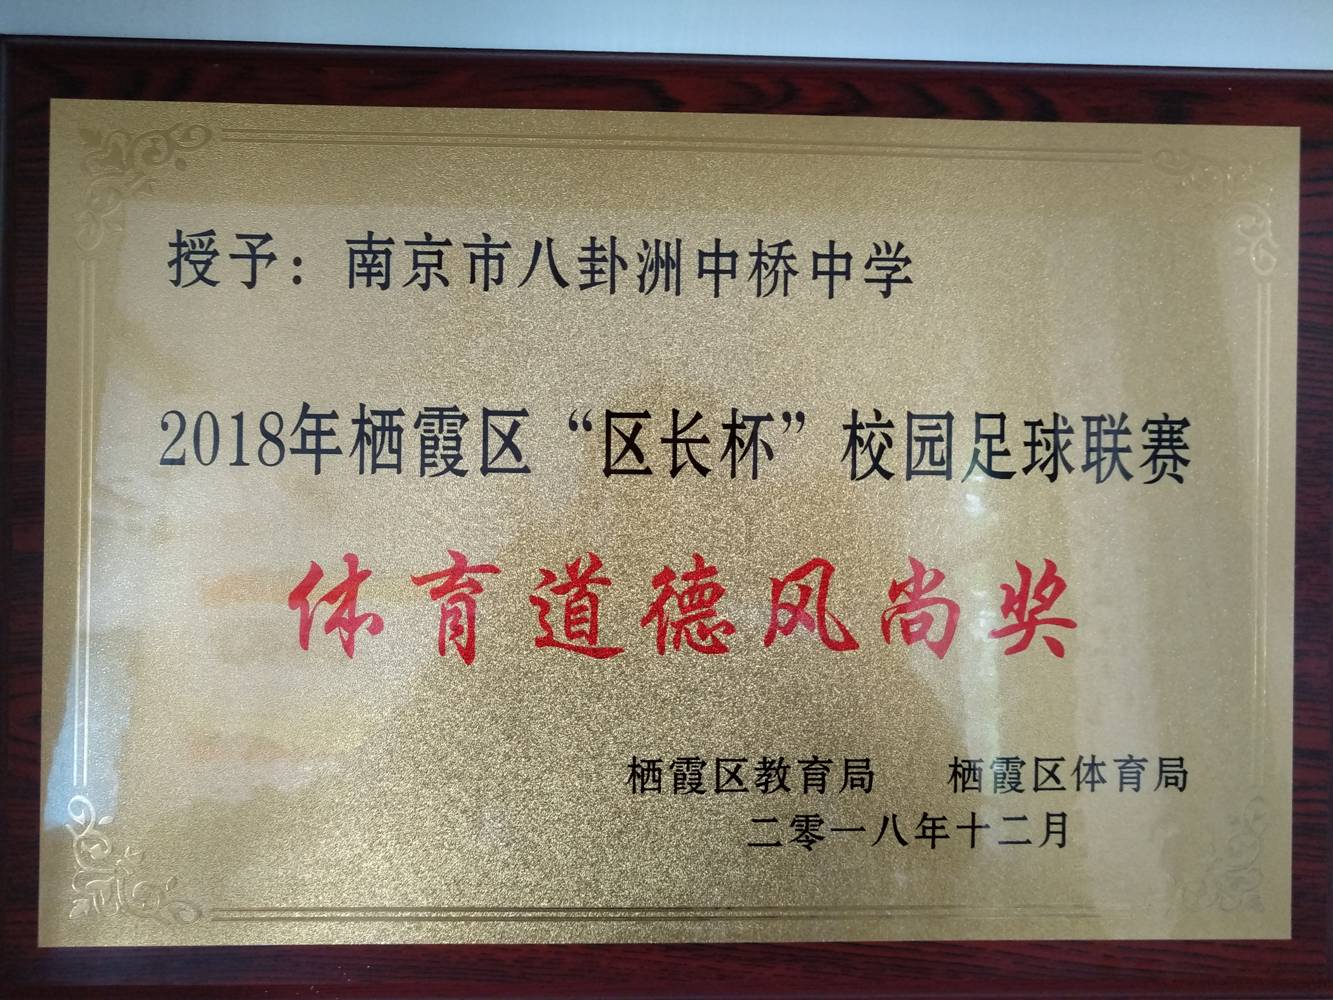 授予：南京市八卦洲中桥中学
2018年栖霞区“区长杯”校园足球联赛
体育道德风尚奖
栖霞区教育局 栖霞区体育局
二零一八年十二月